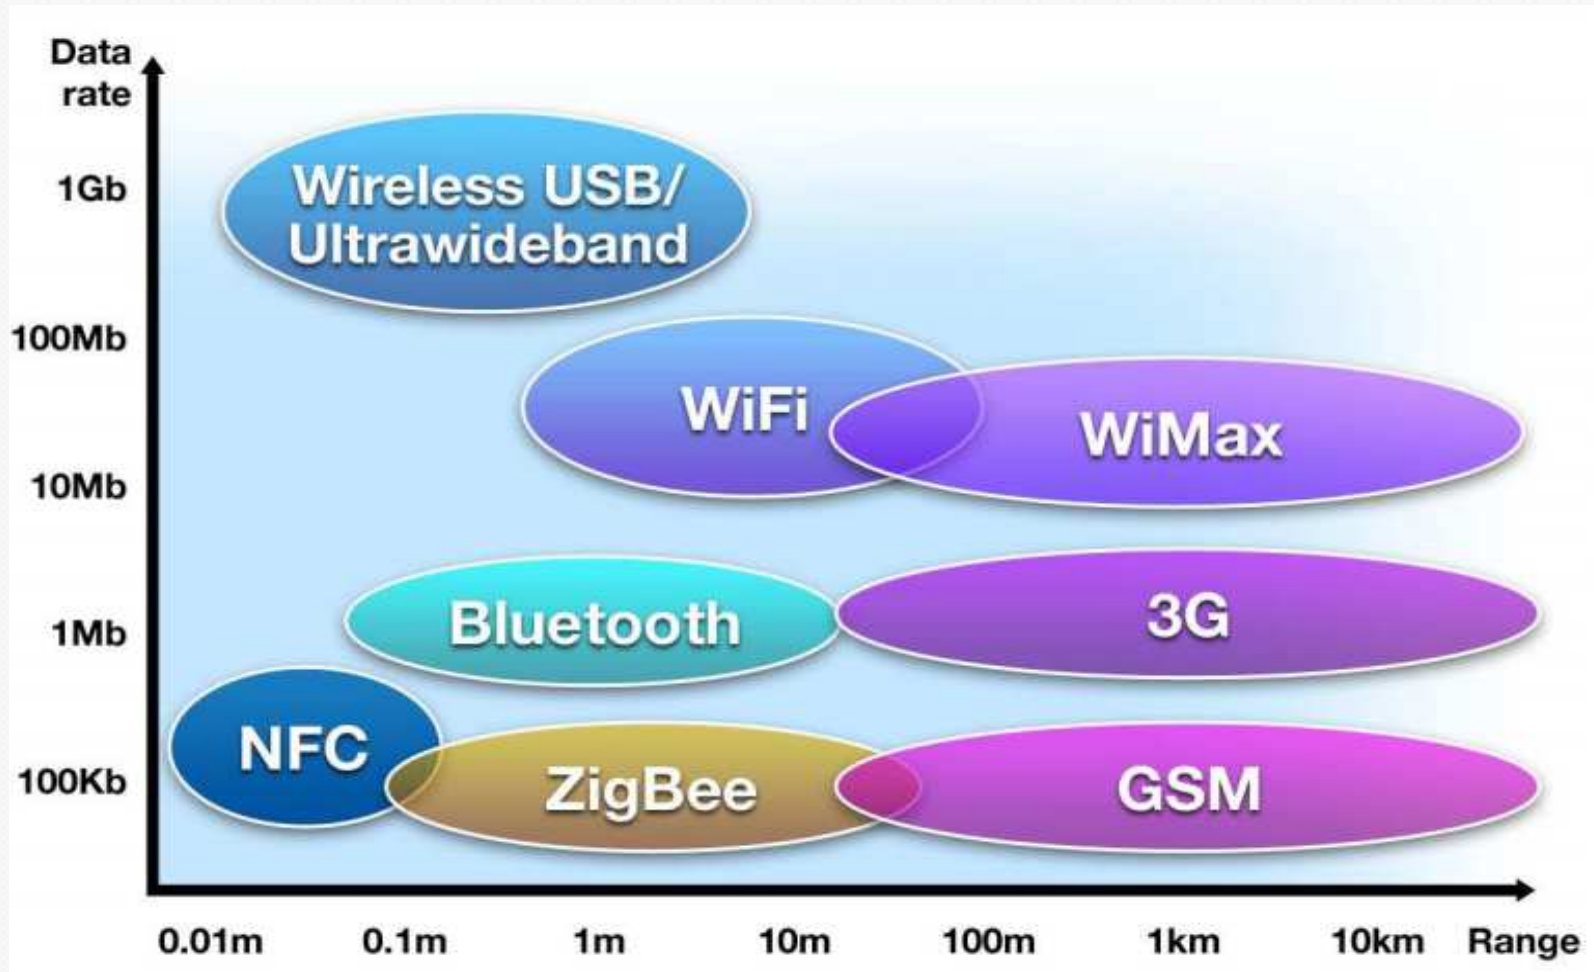 Data
rate
1Gb
100Mb
10Mb
1Mb
100Kb
Wireless USB/
Ultrawideband
WiFi
WiMax
Bluetooth
3G
NFC
ZigBee
GSM
0.01m 0.1m 1m 10m 100m 1km 10km Range